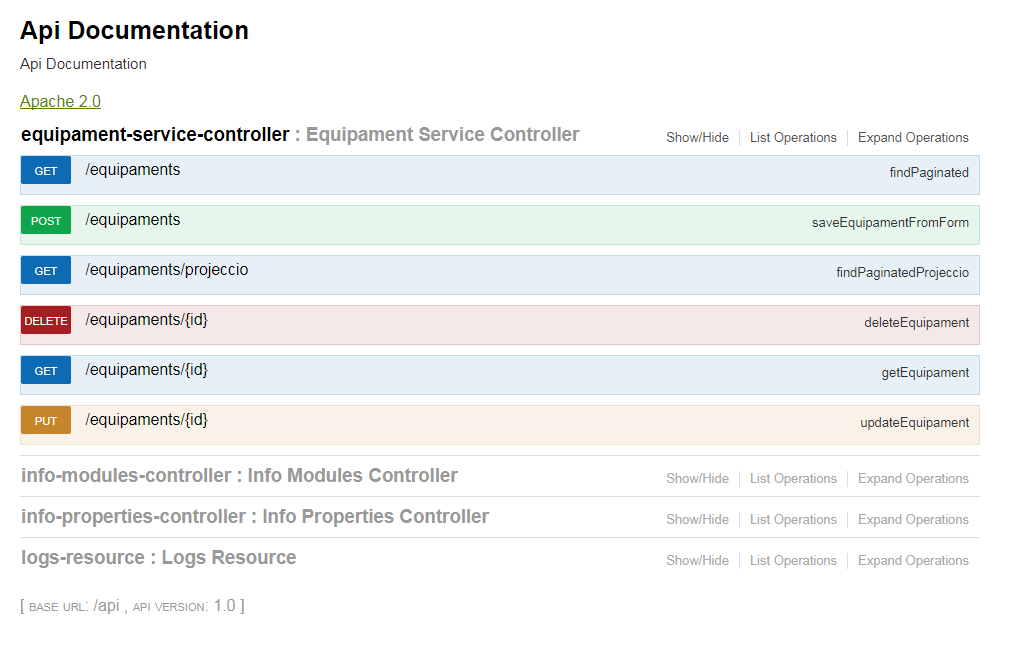 Api Documentation
Api Documentation
Apache 2.0
equipament-service-controller : Equipament Service Controller Show/Hide List Operations Expand Operations
GET /equipaments findPaginated
POST /equipaments saveEquipamentFromForm
GET /equipaments/projeccio findPaginatedProjeccio
DELETE /equipaments/{id} deleteEquipament
GET /equipaments/{id} getEquipament
PUT /equipaments/{id} updateEquipament
info-modules-controller : Info Modules Controller Show/Hide List Operations Expand Operations
info-properties-controller : Info Properties Controller Show/Hide List Operations Expand Operations
logs-resource : Logs Resource Show/Hide List Operations Expand Operations
[ BASE URL: /api , API VERSION: 1.0 ]